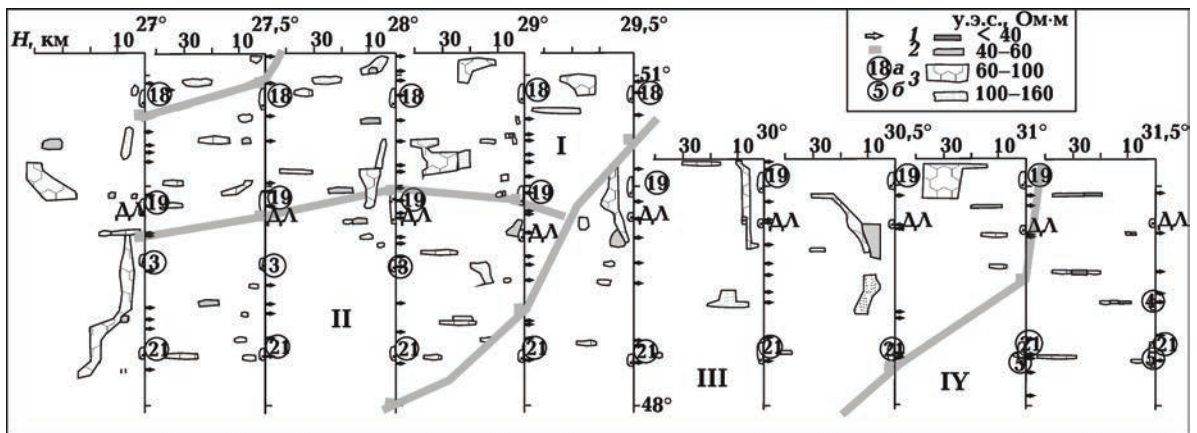 27° 27,5° 28° 29° 29,5°
H, км 10 30 10 30 10 30 10 30 10
51°
18 18 18 18 18
I
19 19 19 19 19
ДЛ ДЛ ДЛ ДЛ ДЛ
3 3 3
II
21 21 21 21 21
48°
у.э.с., Ом·м
1 < 40
2 40–60
18 а 3 60–100
5 б 100–160
30° 30,5° 31° 31,5°
30 10 30 10 30 10 30 10
19 19 19
ДЛ ДЛ ДЛ
4
III IY
21 21 21 21
5 5